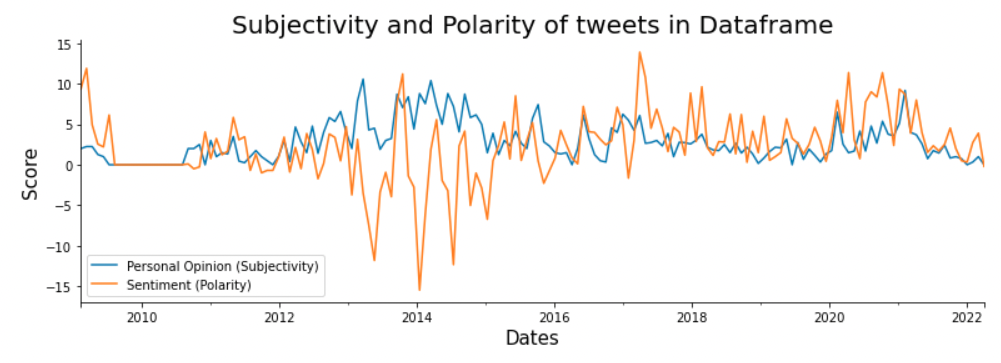 Subjectivity and Polarity of tweets in Dataframe
15
10
5
0
−5
−10
−15
Score
Personal Opinion (Subjectivity)
Sentiment (Polarity)
2010 2012 2014 2016 2018 2020 2022
Dates